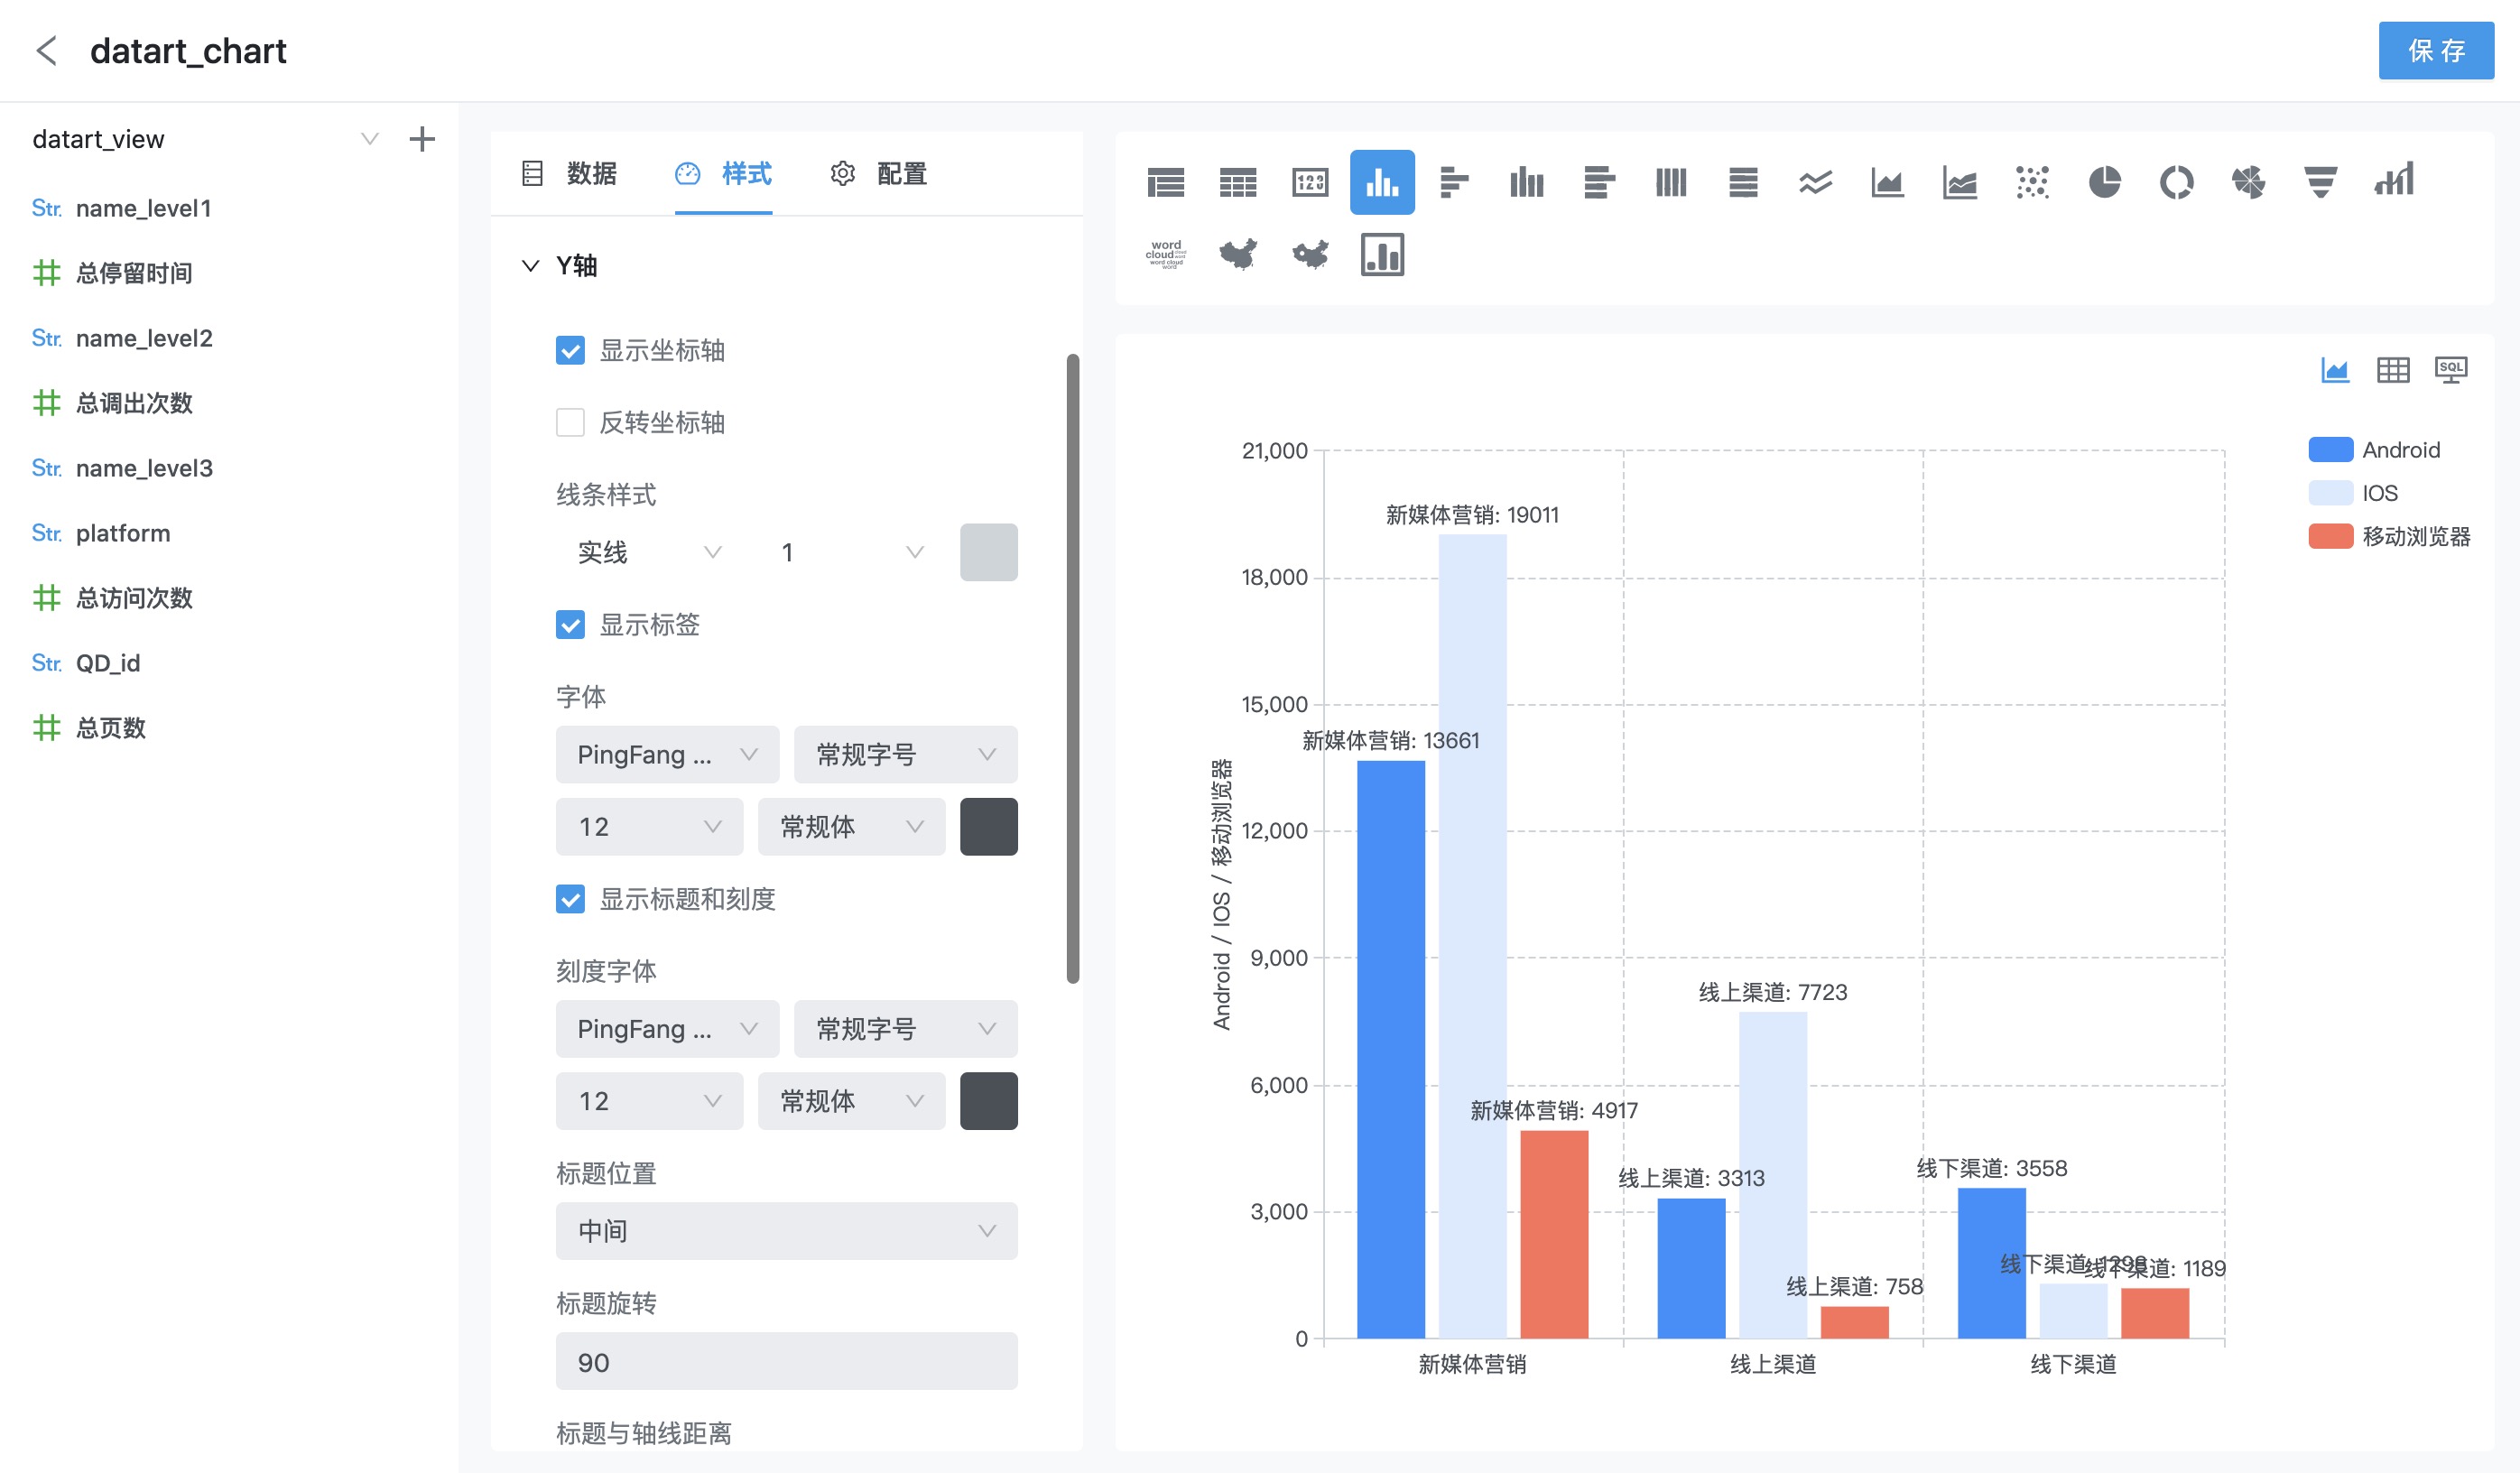 datart_chart
保 存
datart_view
Str. name_level1
总停留时间
Str. name_level2
总调出次数
Str. name_level3
Str. platform
总访问次数
Str. QD_id
总页数
数据
样式
配置
Y轴
显示坐标轴
反转坐标轴
线条样式
实线
1
显示标签
字体
PingFang ...
常规字号
12
常规体
显示标题和刻度
刻度字体
PingFang ...
常规字号
12
常规体
标题位置
中间
标题旋转
90
标题与轴线距离
123
word
cloud
word cloud
word
SQL
Android
IOS
移动浏览器
21,000
18,000
15,000
12,000
9,000
6,000
3,000
0
Android / IOS / 移动浏览器
新媒体营销: 19011
新媒体营销: 13661
新媒体营销: 4917
线上渠道: 7723
线上渠道: 3313
线上渠道: 758
线下渠道: 3558
线下渠道: 1298
线下渠道: 1189
新媒体营销
线上渠道
线下渠道